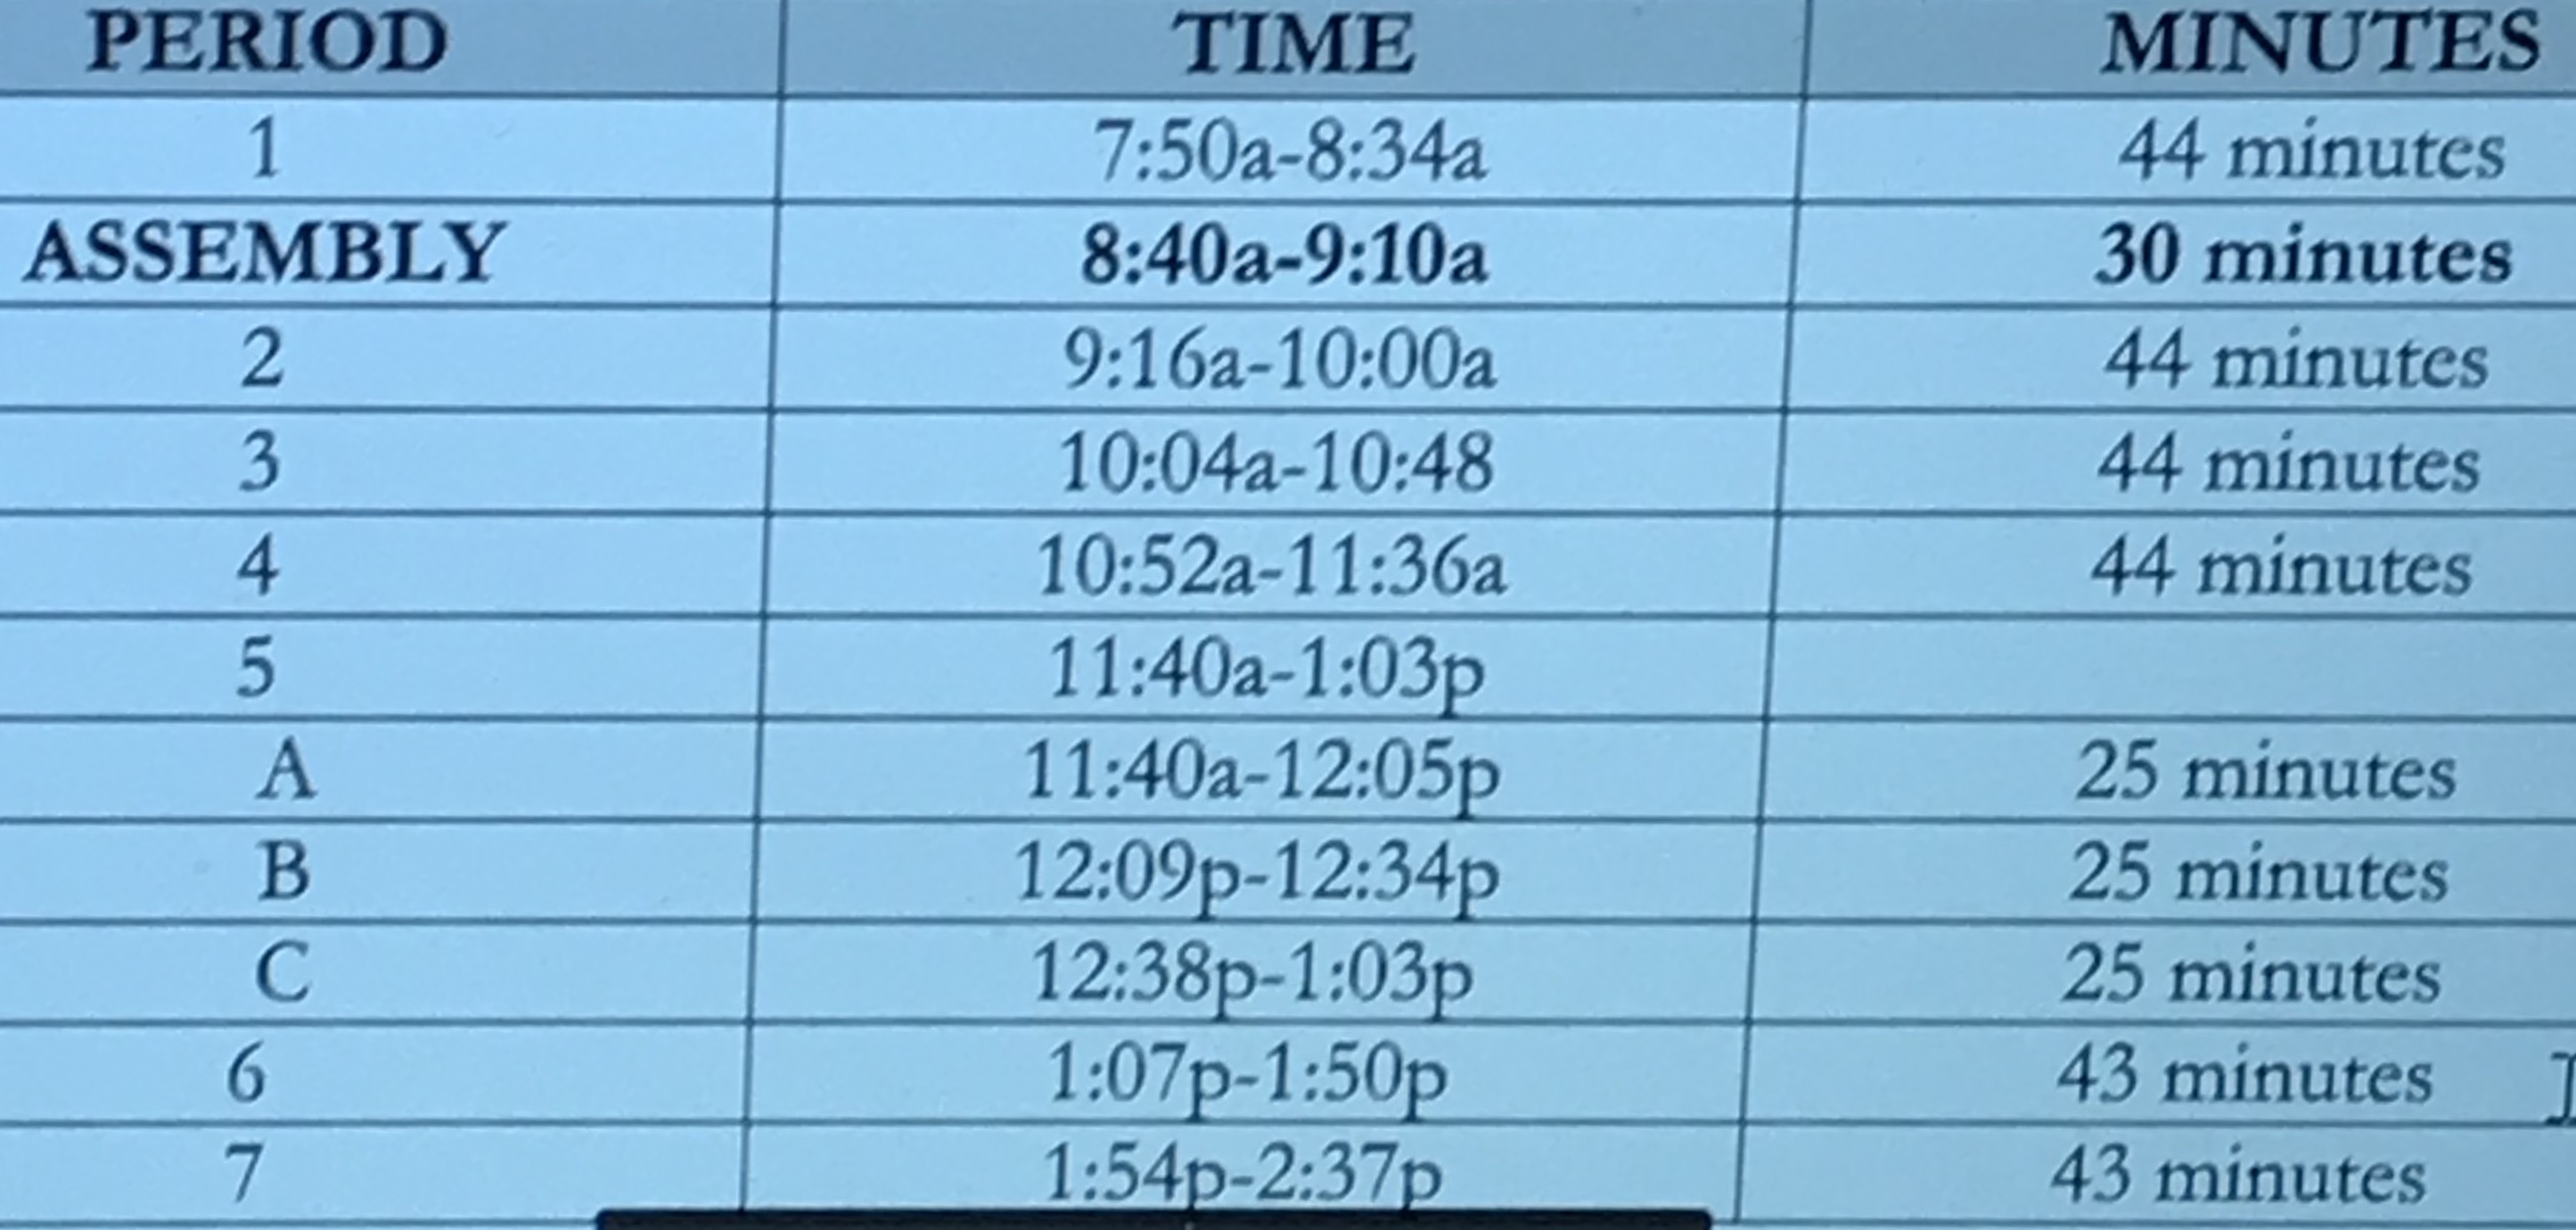 PERIOD TIME MINUTES
1 7:50a-8:34a 44 minutes
ASSEMBLY 8:40a-9:10a 30 minutes
2 9:16a-10:00a 44 minutes
3 10:04a-10:48 44 minutes
4 10:52a-11:36a 44 minutes
5 11:40a-1:03p
A 11:40a-12:05p 25 minutes
B 12:09p-12:34p 25 minutes
C 12:38p-1:03p 25 minutes
6 1:07p-1:50p 43 minutes
7 1:54p-2:37p 43 minutes